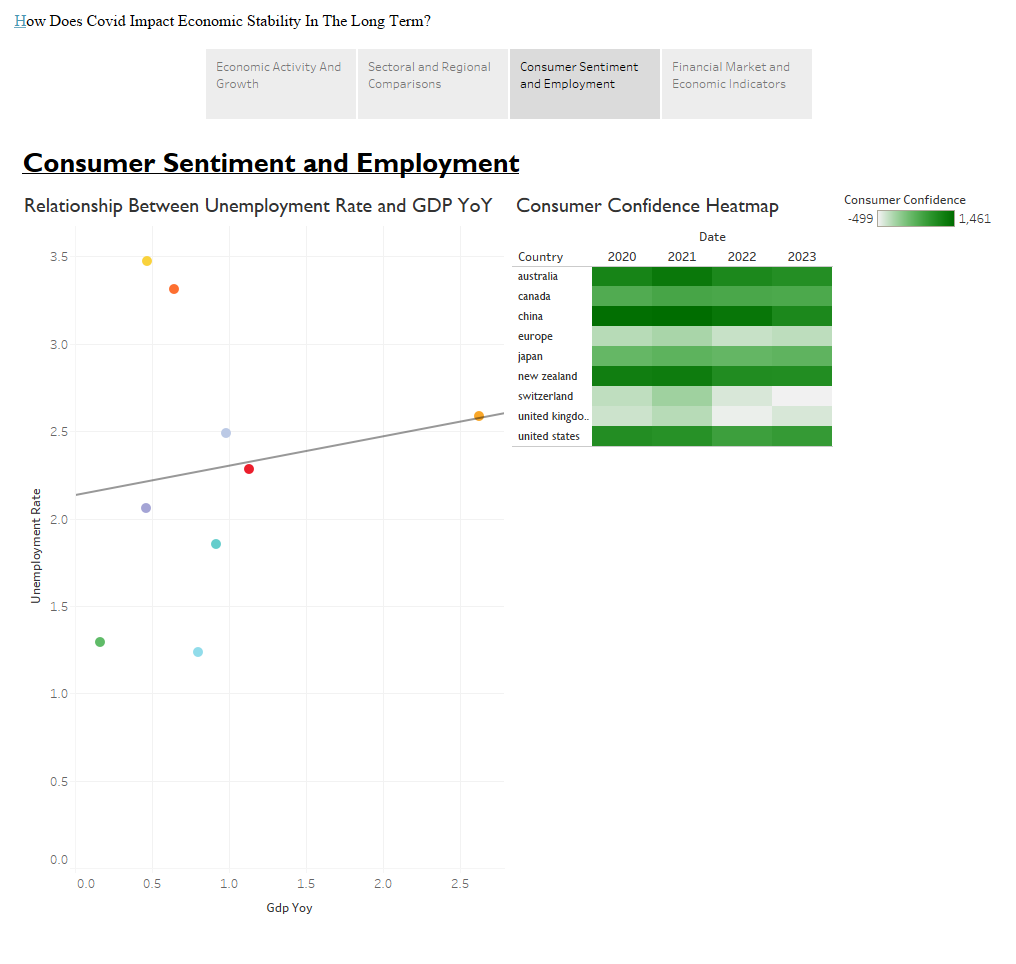 How Does Covid Impact Economic Stability In The Long Term?
Economic Activity And
Growth
Sectoral and Regional
Comparisons
Consumer Sentiment
and Employment
Financial Market and
Economic Indicators
Consumer Sentiment and Employment
Relationship Between Unemployment Rate and GDP YoY
3.5
3.0
2.5
2.0
1.5
1.0
0.5
0.0
Unemployment Rate
0.0 0.5 1.0 1.5 2.0 2.5
Gdp Yoy
Consumer Confidence Heatmap
Date
Country 2020 2021 2022 2023
australia
canada
china
europe
japan
new zealand
switzerland
united kingdo..
united states
Consumer Confidence
-499 1,461